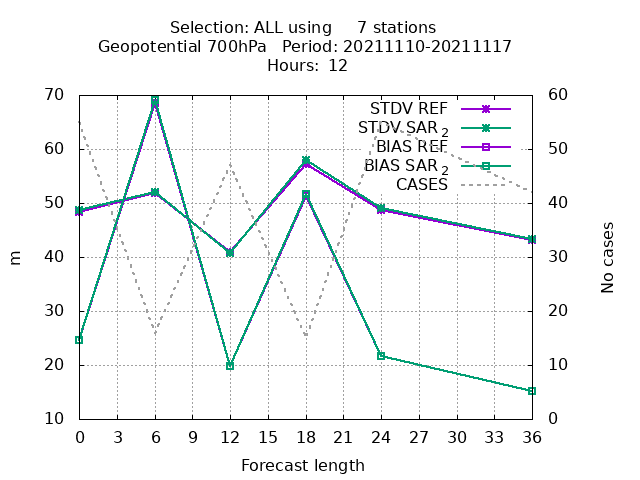 Selection: ALL using     7 stations
Geopotential 700hPa   Period: 20211110-20211117
Hours:  12
70 60
STDV REF
STDV SAR2
60 BIAS REF 50
BIAS SAR2
CASES
50 40
m 40 30 No cases
30 20
20 10
10 0
0 3 6 9 12 15 18 21 24 27 30 33 36
Forecast length